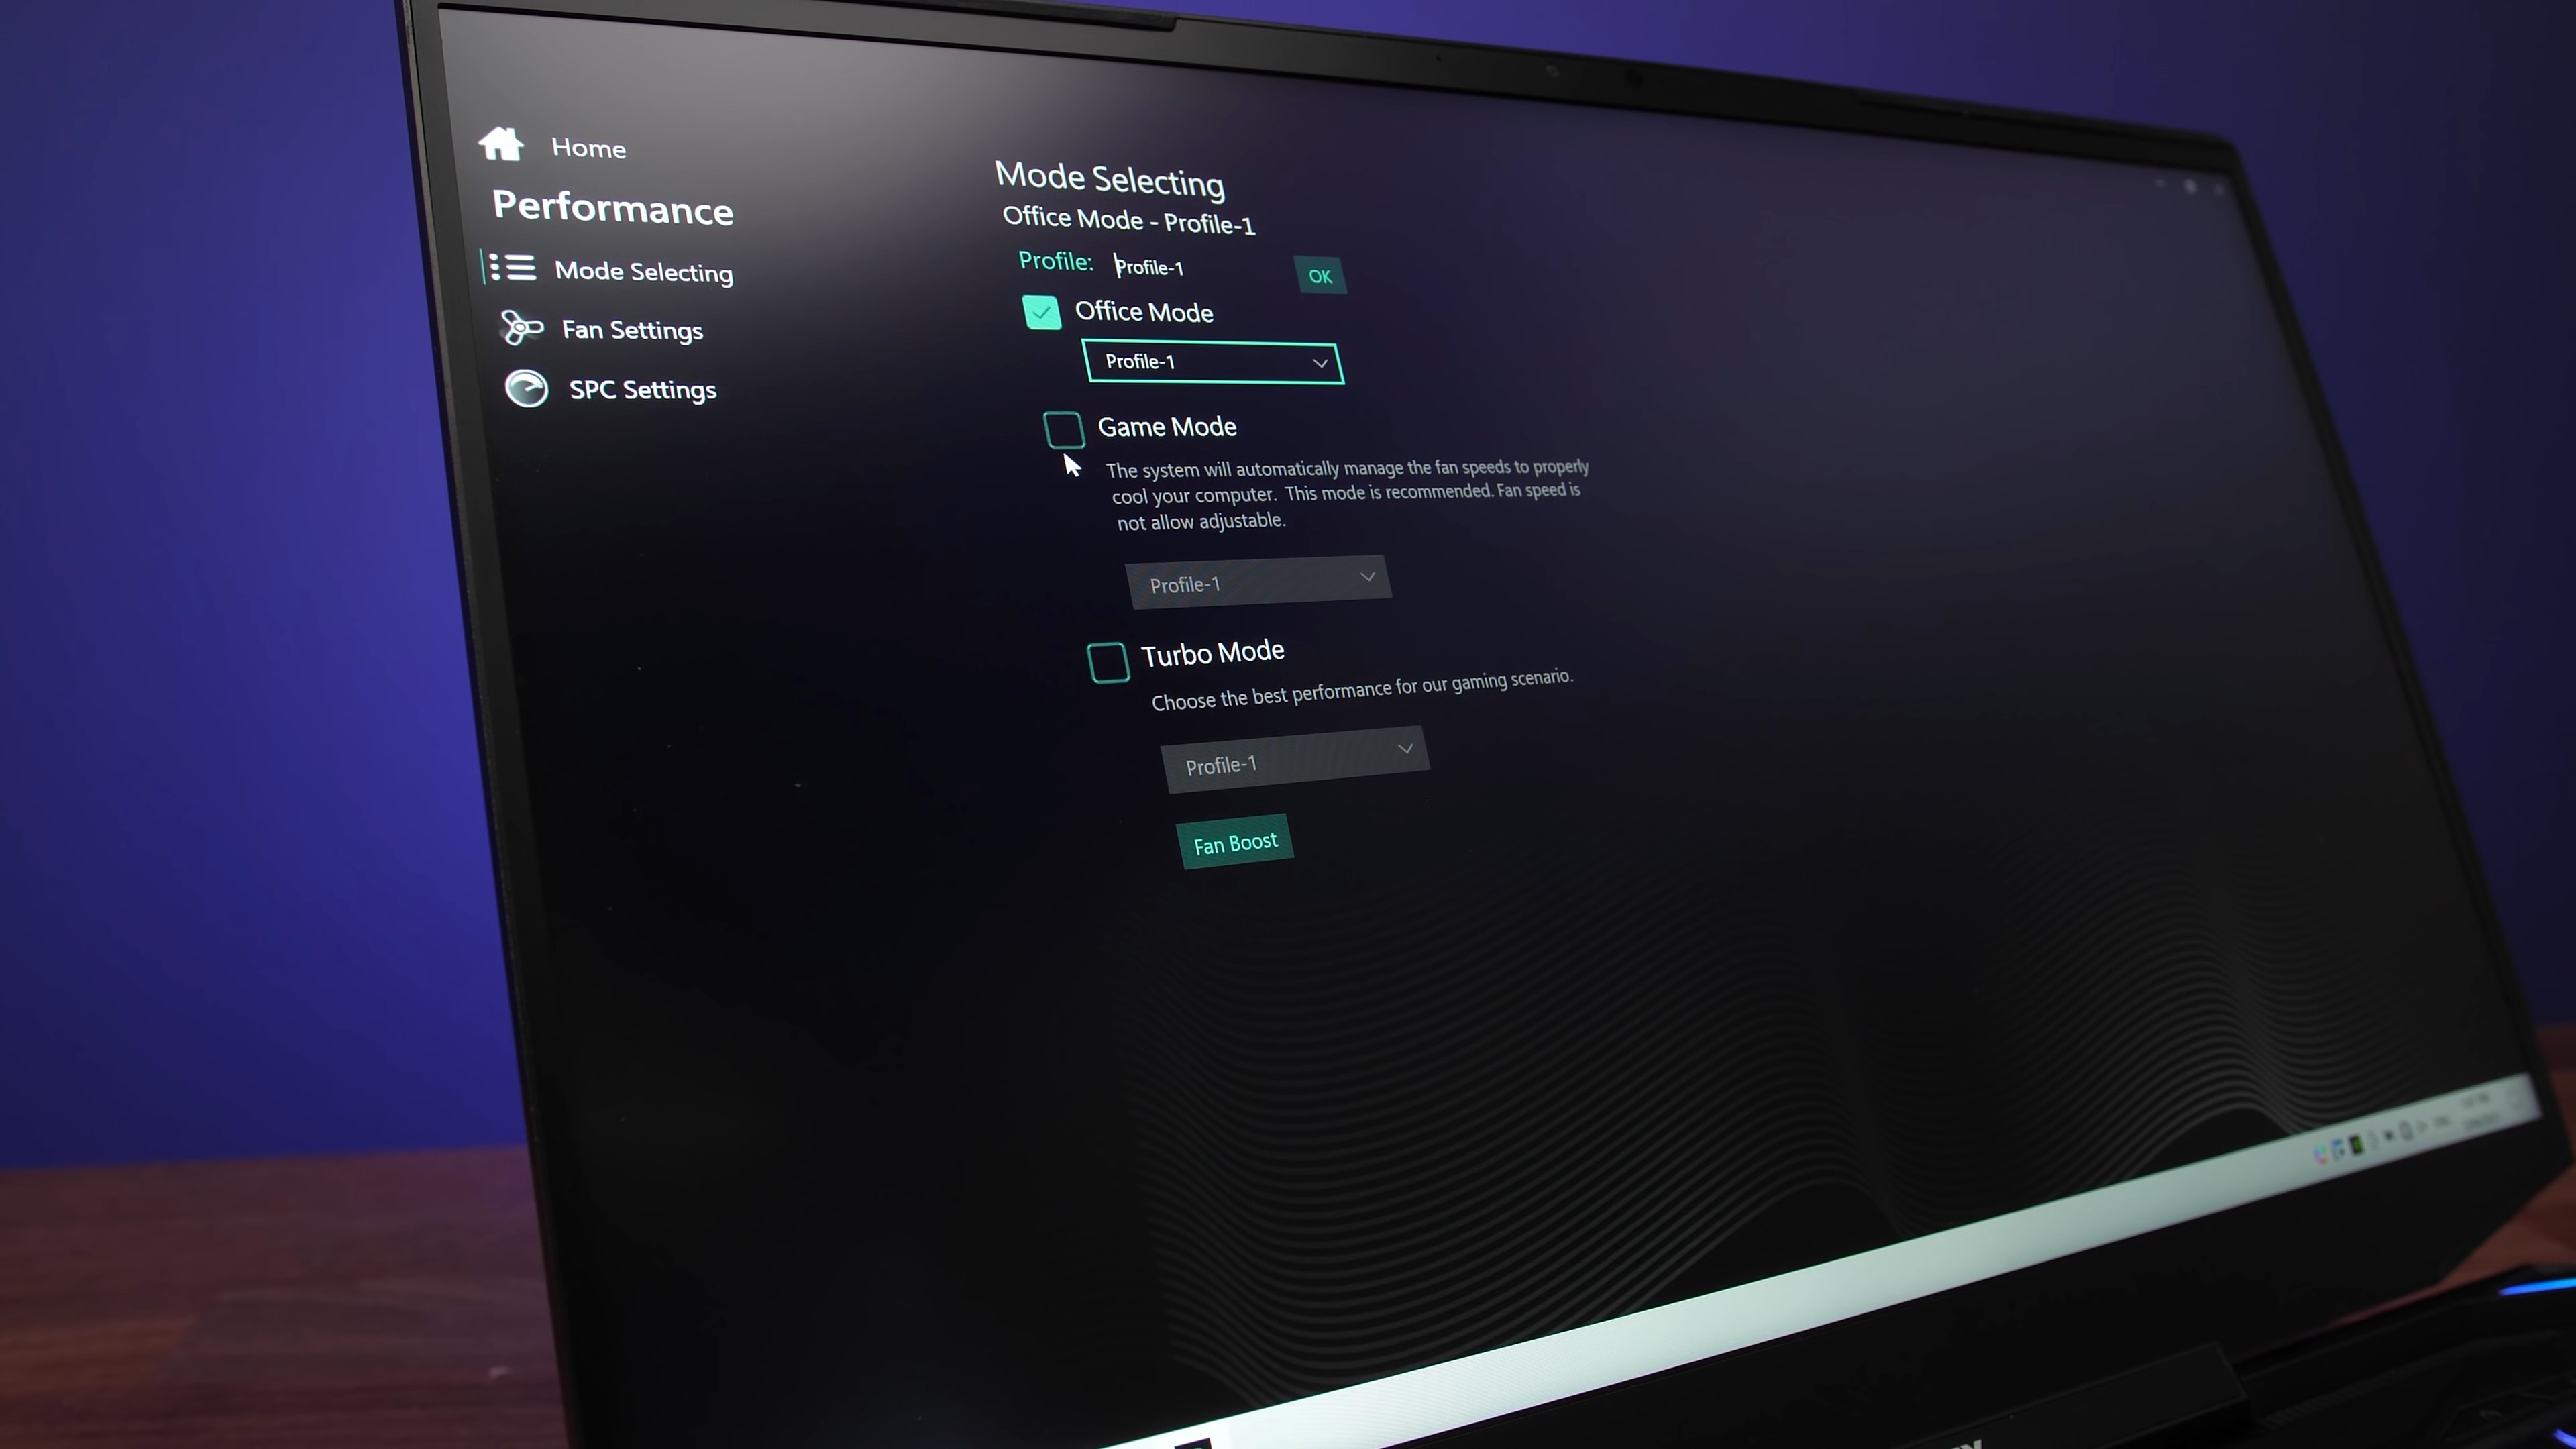 Home
Performance
Mode Selecting
Fan Settings
SPC Settings
Mode Selecting
Office Mode - Profile-1
Profile: Profile-1 OK
Office Mode
Profile-1
Game Mode
The system will automatically manage the fan speeds to properly
cool your computer. This mode is recommended. Fan speed is
not allow adjustable.
Profile-1
Turbo Mode
Choose the best performance for our gaming scenario.
Profile-1
Fan Boost